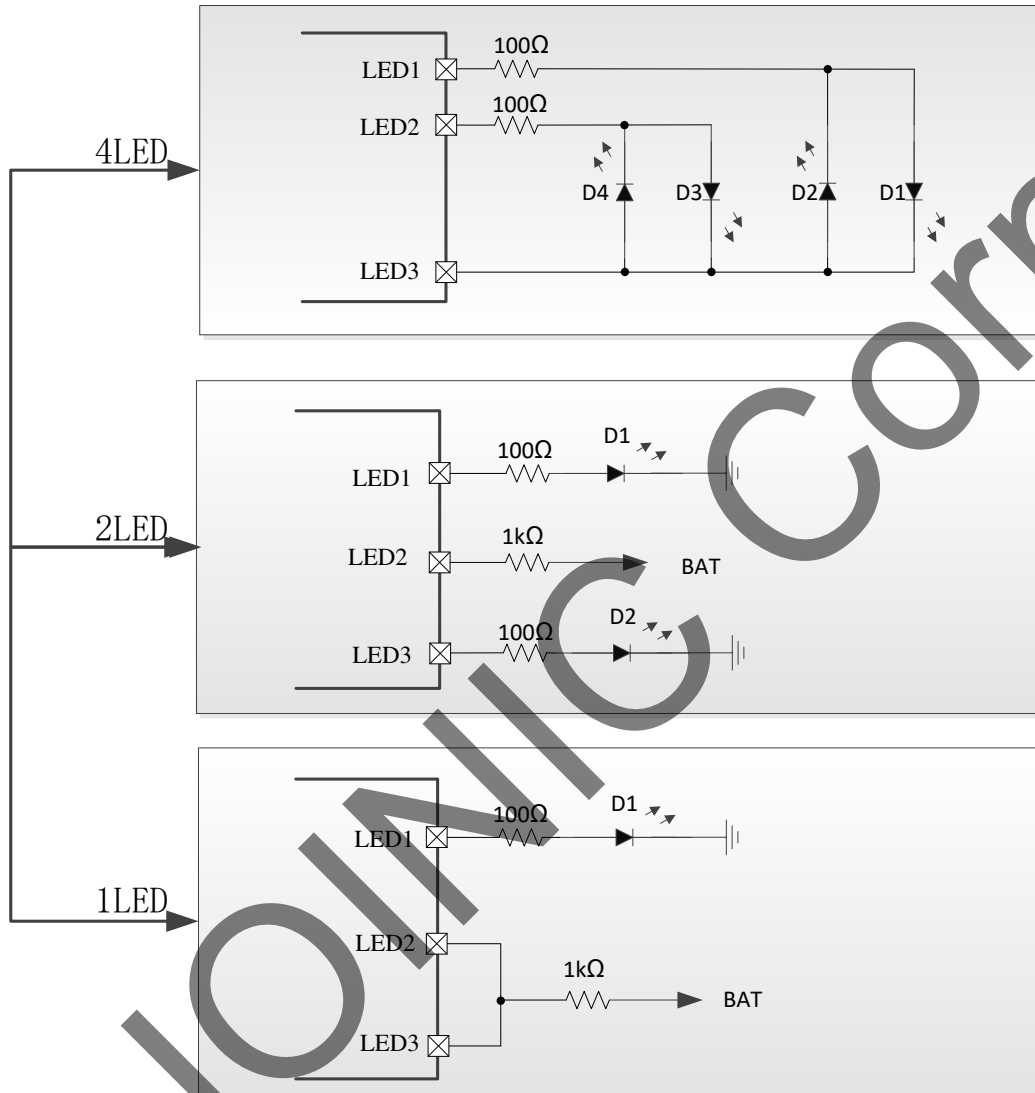 100Ω
LED1
100Ω
LED2
4LED
D4 D3 D2 D1
LED3
D1
100Ω
LED1
2LED
1kΩ
LED2 BAT
D2
100Ω
LED3
D1
100Ω
LED1
1LED
LED2
1kΩ
BAT
LED3